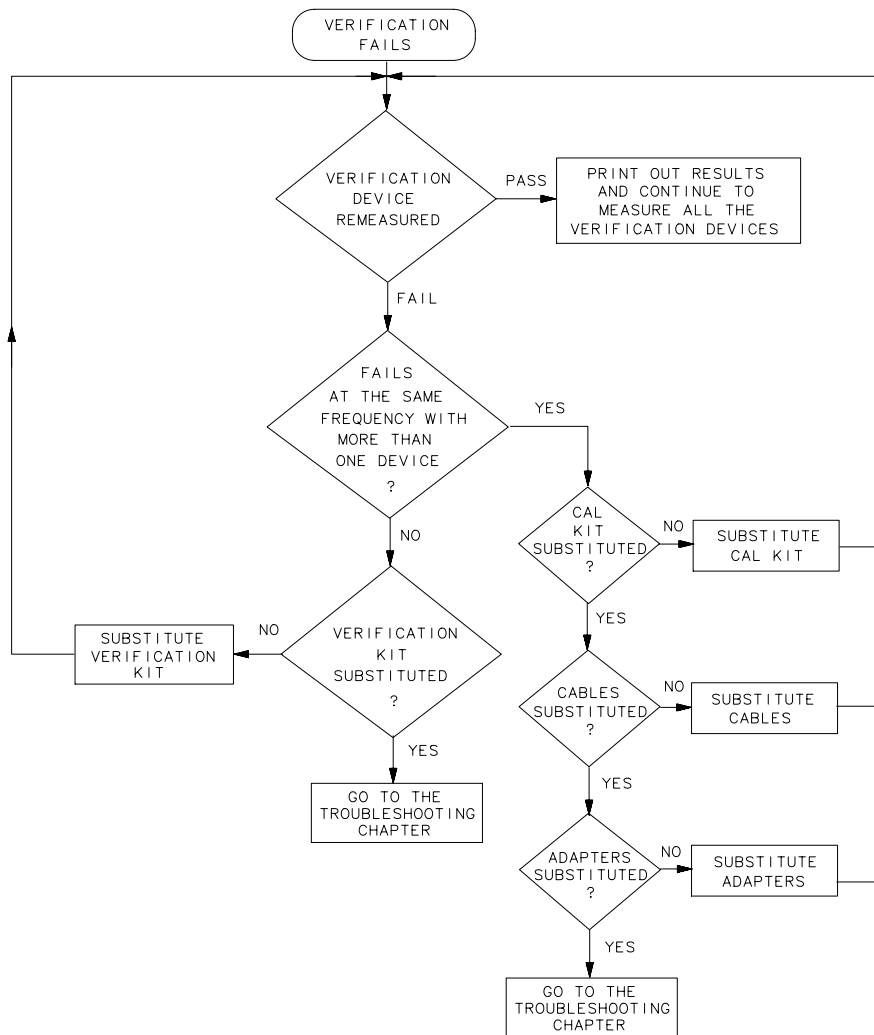 VERIFICATION
FAILS
VERIFICATION
DEVICE
REMEASURED
PASS
PRINT OUT RESULTS
AND CONTINUE TO
MEASURE ALL THE
VERIFICATION DEVICES
FAIL
FAILS
AT THE SAME
FREQUENCY WITH
MORE THAN
ONE DEVICE
?
YES
NO
CAL
KIT
SUBSTITUTED
?
NO
SUBSTITUTE
CAL KIT
YES
VERIFICATION
KIT
SUBSTITUTED
?
NO
SUBSTITUTE
VERIFICATION
KIT
YES
GO TO THE
TROUBLESHOOTING
CHAPTER
CABLES
SUBSTITUTED
?
NO
SUBSTITUTE
CABLES
YES
ADAPTERS
SUBSTITUTED
?
NO
SUBSTITUTE
ADAPTERS
YES
GO TO THE
TROUBLESHOOTING
CHAPTER